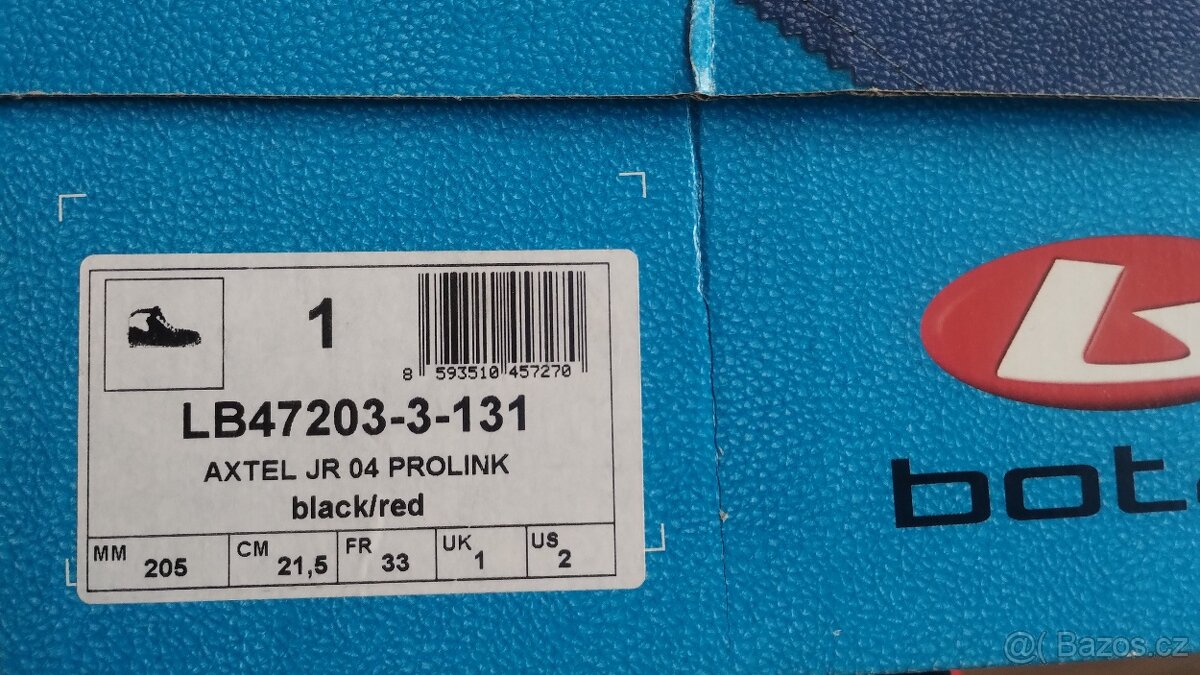 1
8 593510 457270
LB47203-3-131
AXTEL JR 04 PROLINK
black/red
MM 205 CM 21,5 FR 33 UK 1 US 2
bot
@( Bazos.cz